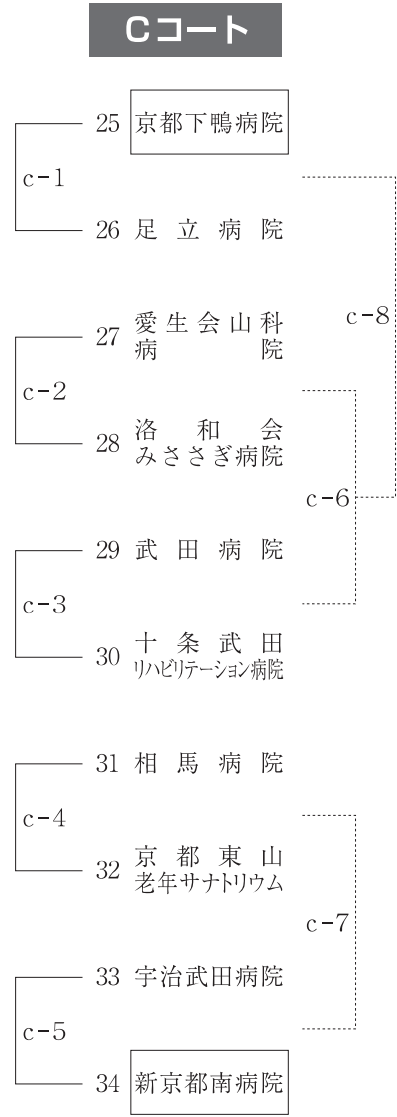 Cコート
25 京都下鴨病院
c-1
26 足立病院
27 愛生会山科
病院
c-2
28 洛和会
みささぎ病院
29 武田病院
c-3
30 十条武田
リハビリテーション病院
31 相馬病院
c-4
32 京都東山
老年サナトリウム
33 宇治武田病院
c-5
34 新京都南病院
c-8
c-6
c-7